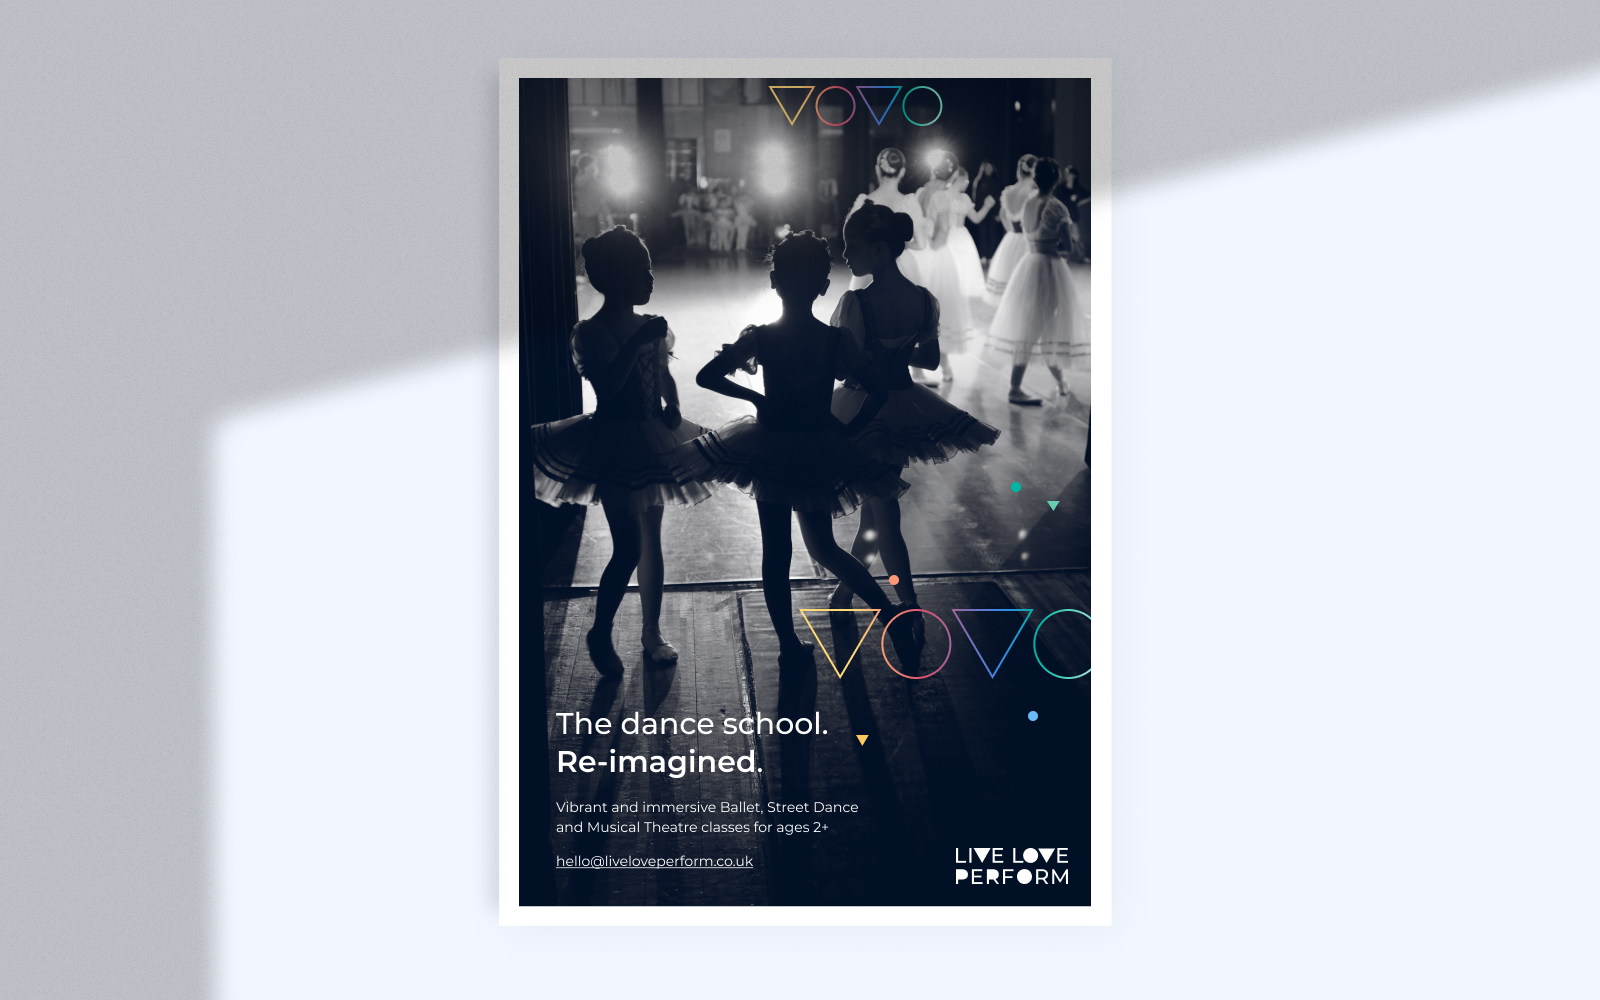 The dance school.
Re-imagined.
Vibrant and immersive Ballet, Street Dance
and Musical Theatre classes for ages 2+
hello@liveloveperform.co.uk
LIVE LOVE
PERFORM